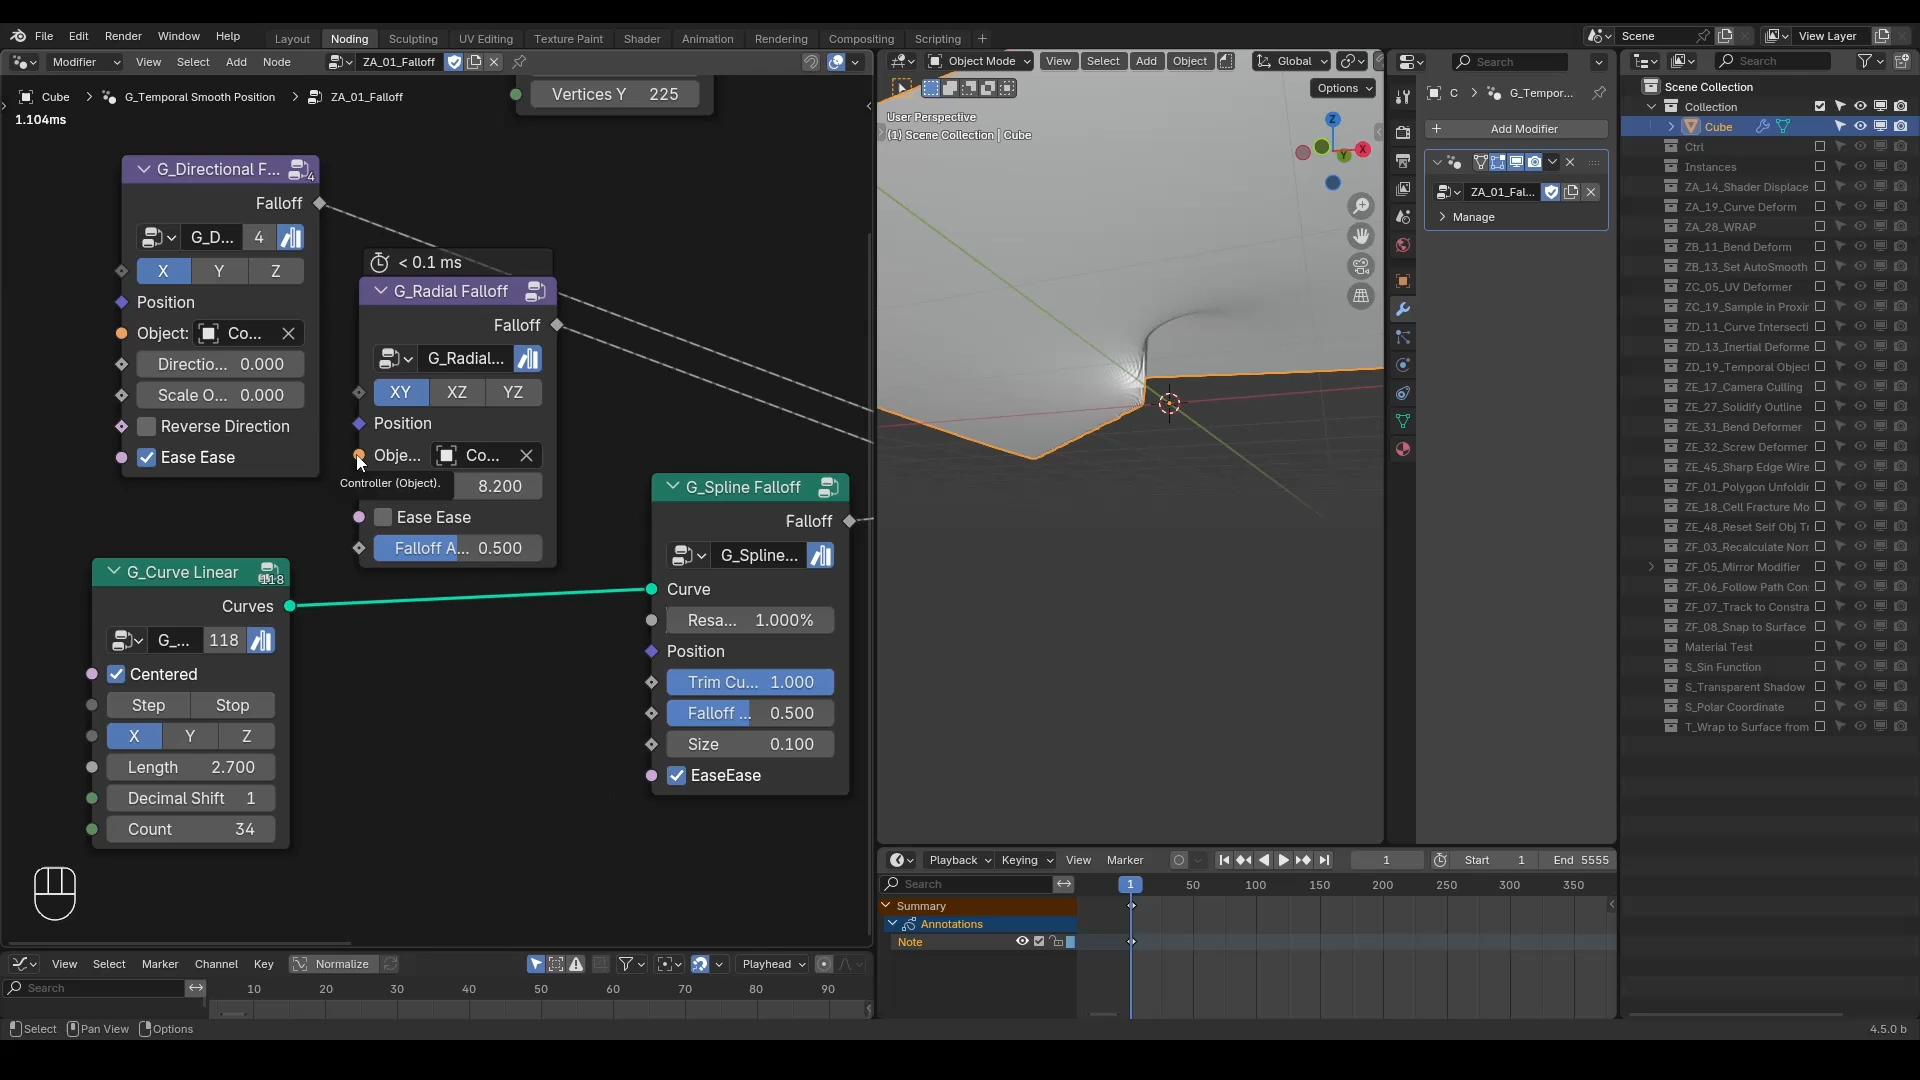 File Edit Render Window Help
Layout Noding Sculpting UV Editing Texture Paint Shader Animation Rendering Compositing Scripting
Scene
View Layer
Modifier View Select Add Node
ZA_01_Falloff
Cube > G_Temporal Smooth Position > ZA_01_Falloff
1.104ms
Vertices Y 225
G_Directional F... 4
Falloff
G_D... 4
X Y Z
Position
Object: Co...
Directio... 0.000
Scale O... 0.000
Reverse Direction
Ease Ease
< 0.1 ms
G_Radial Falloff
Falloff
G_Radial...
XY XZ YZ
Position
Obje... Co...
Controller (Object).
8.200
Ease Ease
Falloff A... 0.500
G_Curve Linear 118
Curves
G_... 118
Centered
Step Stop
X Y Z
Length 2.700
Decimal Shift 1
Count 34
G_Spline Falloff
Falloff
G_Spline...
Curve
Resa... 1.000%
Position
Trim Cu... 1.000
Falloff ... 0.500
Size 0.100
EaseEase
Object Mode View Select Add Object Global
Options
User Perspective
(1) Scene Collection | Cube
Z
X
Y
Search
C G_Tempor...
Add Modifier
ZA_01_Fal...
Manage
Search
Scene Collection
Collection
Cube
Ctrl
Instances
ZA_14_Shader Displace
ZA_19_Curve Deform
ZA_28_WRAP
ZB_11_Bend Deform
ZB_13_Set AutoSmooth
ZC_05_UV Deformer
ZC_19_Sample in Proxir
ZD_11_Curve Intersecti
ZD_13_Inertial Deforme
ZD_19_Temporal Object
ZE_17_Camera Culling
ZE_27_Solidify Outline
ZE_31_Bend Deformer
ZE_32_Screw Deformer
ZE_45_Sharp Edge Wire
ZF_01_Polygon Unfoldir
ZE_18_Cell Fracture Mo
ZE_48_Reset Self Obj Tr
ZF_03_Recalculate Norr
ZF_05_Mirror Modifier
ZF_06_Follow Path Con
ZF_07_Track to Constra
ZF_08_Snap to Surface
Material Test
S_Sin Function
S_Transparent Shadow
S_Polar Coordinate
T_Wrap to Surface from
Playback Keying View Marker
1
Start 1
End 5555
Search
1 50 100 150 200 250 300 350
Summary
Annotations
Note
View Select Marker Channel Key Normalize
Playhead
Search
10 20 30 40 50 60 70 80 90
Select Pan View Options
4.5.0 b